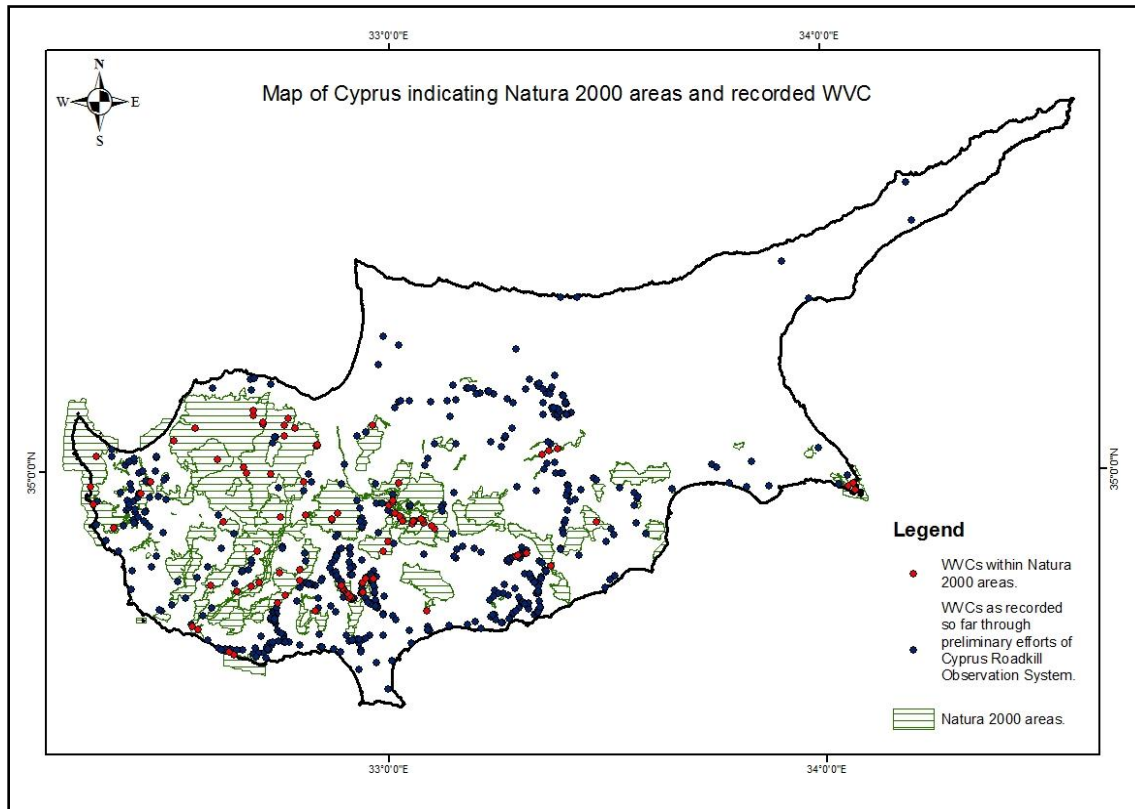 33°0'0"E
34°0'0"E
N
W
E
S
Map of Cyprus indicating Natura 2000 areas and recorded WVC
35°0'0"N
35°0'0"N
Legend
WVCs within Natura
2000 areas.
WVCs as recorded
so far through
preliminary efforts of
Cyprus Roadkill
Observation System.
Natura 2000 areas.
33°0'0"E
34°0'0"E